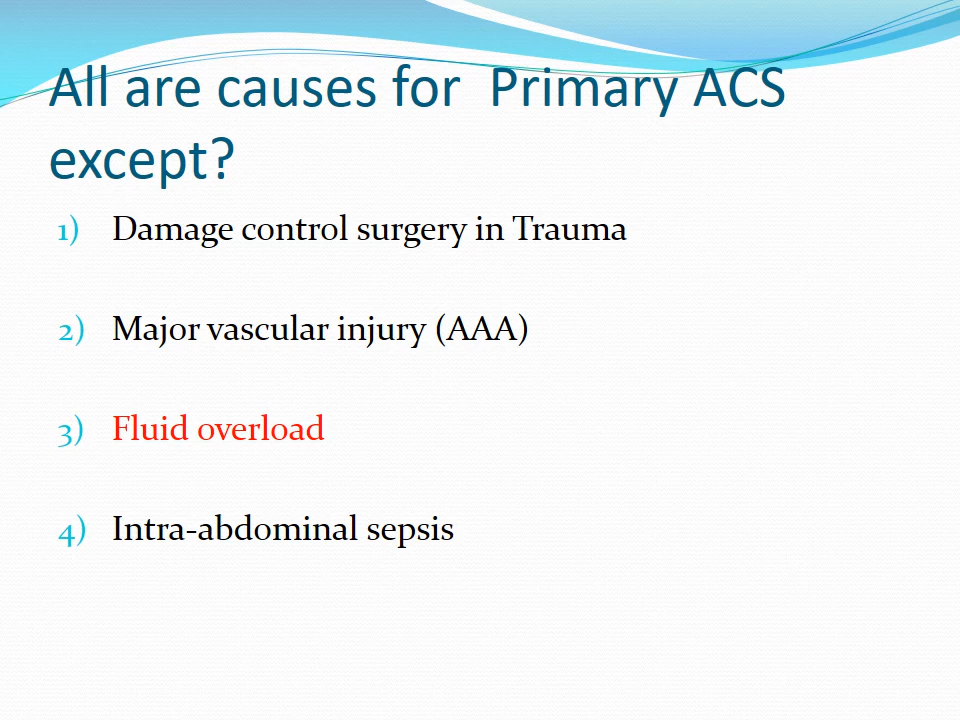 All are causes for  Primary ACS
except?
1) Damage control surgery in Trauma
2) Major vascular injury (AAA)
3) Fluid overload
4) Intra-abdominal sepsis